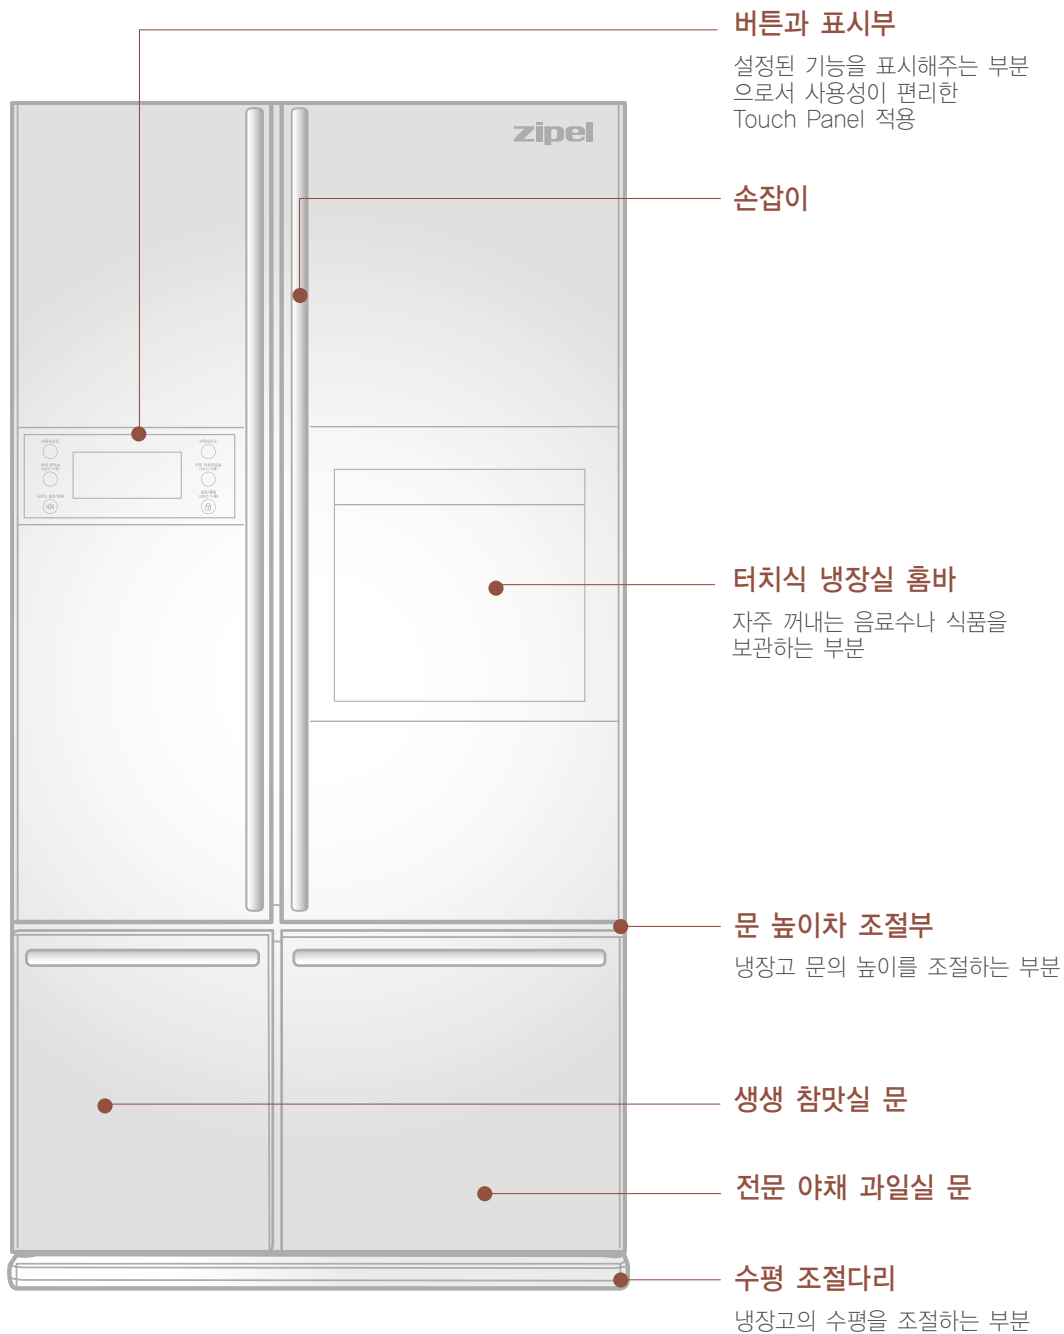 버튼과 표시부
설정된 기능을 표시해주는 부분
으로서 사용성이 편리한
Touch Panel 적용
zipel
손잡이
터치식 냉장실 홈바
자주 꺼내는 음료수나 식품을
보관하는 부분
문 높이차 조절부
냉장고 문의 높이를 조절하는 부분
생생 참맛실 문
전문 야채 과일실 문
수평 조절다리
냉장고의 수평을 조절하는 부분